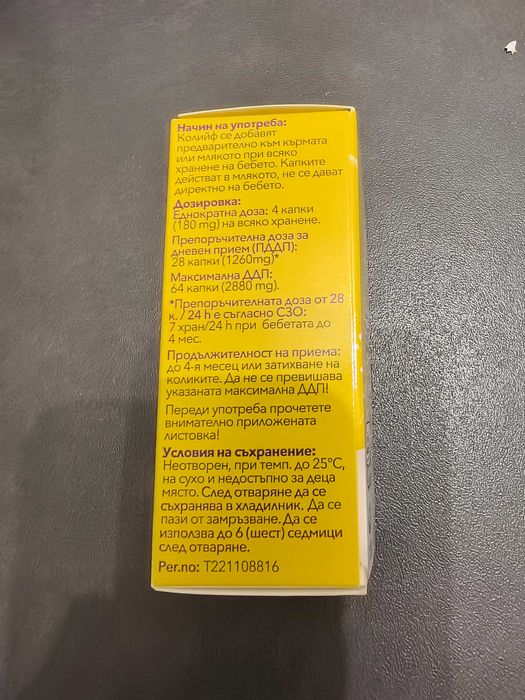 Начин на употреба:
Колийф се добавят
предварително към кърмата
или млякото при всяко
хранене на бебето. Капките
действат в млякото, не се дават
директно на бебето.
Дозировка:
Еднократна доза: 4 капки
(180 mg) на всяко хранене.
Препоръчителна доза за
дневен прием (ПДДП):
28 капки (1260mg)*
Максимална ДДП:
64 капки (2880 mg).
*Препоръчителната доза от 28
к. / 24 h е съгласно СЗО:
7 хран/24 h при бебетата до
4 мес.
Продължителност на приема:
до 4-я месец или затихване на
коликите. Да не се превишава
указаната максимална ДДП!
Переди употреба прочетете
внимателно приложената
листовка!
Условия на съхранение:
Неотворен, при темп. до 25°C,
на сухо и недостъпно за деца
място. След отваряне да се
съхранява в хладилник. Да се
пази от замръзване. Да се
използва до 6 (шест) седмици
след отваряне.
Рег.no: T221108816